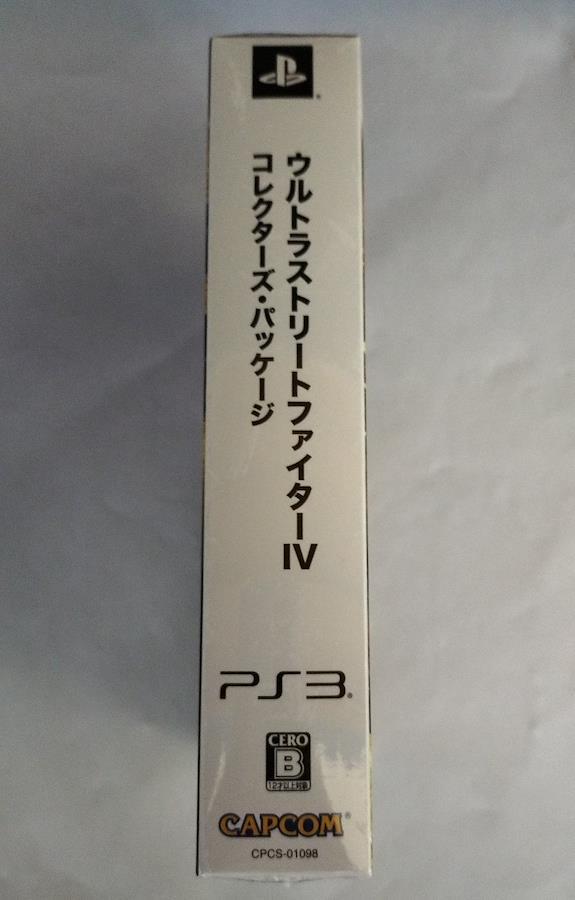 ウルトラストリートファイターIV
コレクターズ・パッケージ
PS3®
CERO
B
12才以上対象
CAPCOM®
CPCS-01098